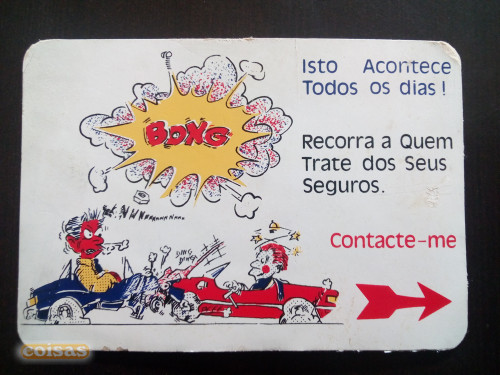 Isto Acontece
Todos os dias!
BONG
Recorra a Quem
Trate dos Seus
Seguros.
Contacte-me
coisas